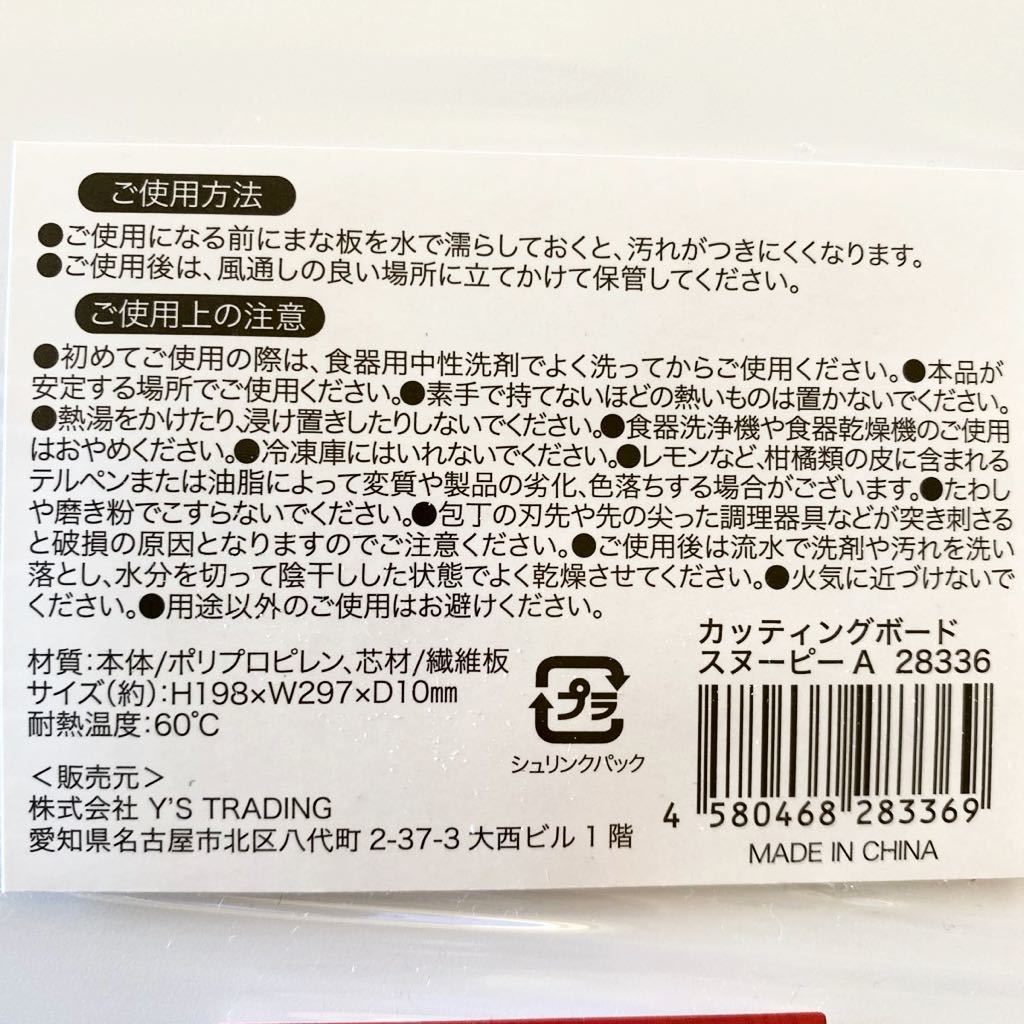 ご使用方法
●ご使用になる前にまな板を水で濡らしておくと、汚れがつきにくくなります。
●ご使用後は、風通しの良い場所に立てかけて保管してください。
ご使用上の注意
●初めてご使用の際は、食器用中性洗剤でよく洗ってからご使用ください。●本品が
安定する場所でご使用ください。●素手で持てないほどの熱いものは置かないでください。
●熱湯をかけたり、浸け置きしたりしないでください。●食器洗浄機や食器乾燥機のご使用
はおやめください。●冷凍庫にはいれないでください。●レモンなど、柑橘類の皮に含まれる
テルペンまたは油脂によって変質や製品の劣化、色落ちする場合がございます。●たわし
や磨き粉でこすらないでください。●包丁の刃先や先の尖った調理器具などが突き刺さる
と破損の原因となりますのでご注意ください。●ご使用後は流水で洗剤や汚れを洗い
落とし、水分を切って陰干しした状態でよく乾燥させてください。●火気に近づけないで
ください。●用途以外のご使用はお避けください。
材質：本体/ポリプロピレン、芯材/繊維板
サイズ(約)：H198×W297×D10mm
耐熱温度：60℃
プラ
シュリンクパック
カッティングボード
スヌーピーA 28336
4 580468 283369
MADE IN CHINA
＜販売元＞
株式会社 Y'S TRADING
愛知県名古屋市北区八代町 2-37-3 大西ビル 1 階